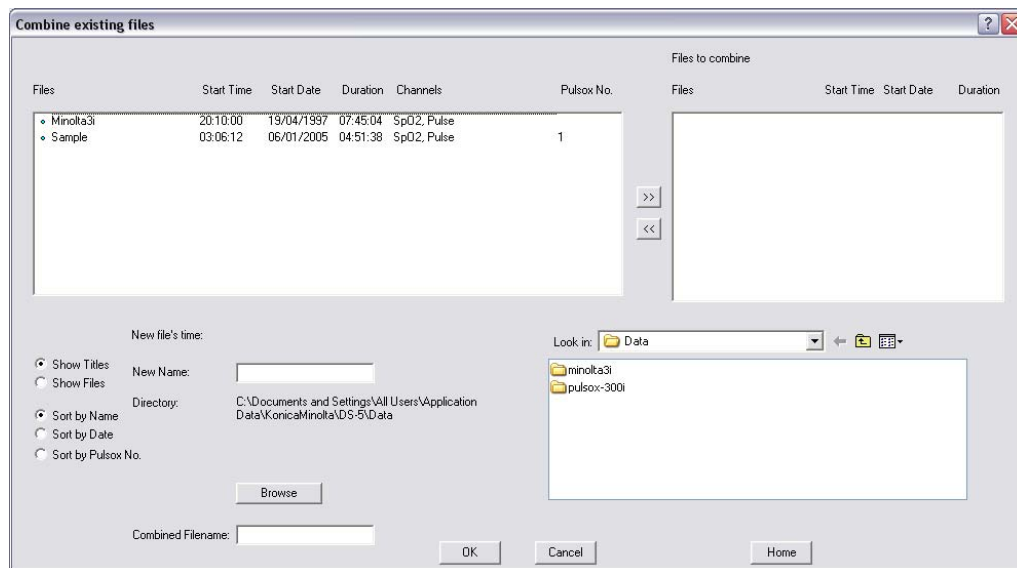 Combine existing files
Files to combine
Files Start Time Start Date Duration Channels Pulsox No.
Files Start Time Start Date Duration
Minolta3i 20:10:00 19/04/1997 07:45:04 SpO2, Pulse
Sample 03:06:12 06/01/2005 04:51:38 SpO2, Pulse 1
>>
<<
New file's time:
Look in: Data
Show Titles
Show Files
New Name:
minolta3i
pulsox-300i
Directory: C:\Documents and Settings\All Users\Application
Data\KonicaMinolta\DS-5\Data
Sort by Name
Sort by Date
Sort by Pulsox No.
Browse
Combined Filename:
OK Cancel Home